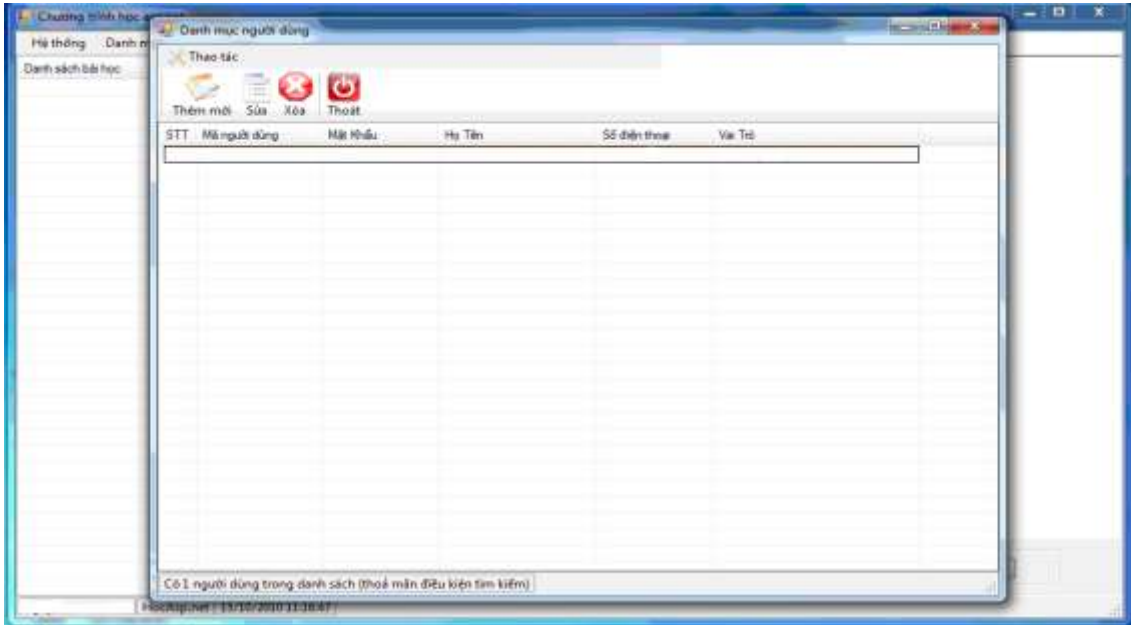 Chương trình học
Danh mục người dùng
Hệ thống Danh m
Thao tác
Danh sách bài học
Thêm mới Sửa Xóa Thoát
STT Mã người dùng Mật Khẩu Họ Tên Số điện thoại Vai Trò
Có 1 người dùng trong danh sách (thoả mãn điều kiện tìm kiếm)